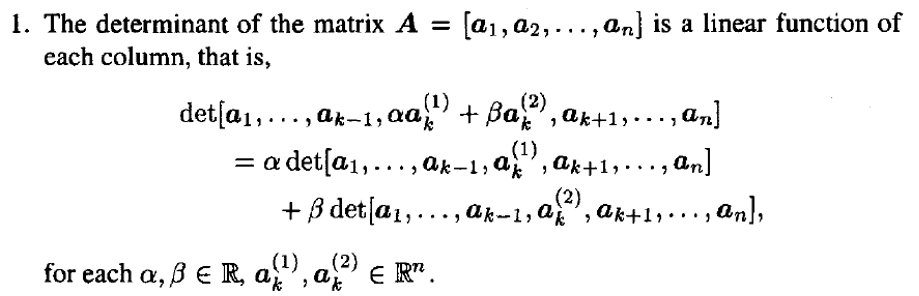 1. The determinant of the matrix A = [a₁, a₂, . . . , aₙ] is a linear function of
each column, that is,
det[a₁, . . . , aₖ₋₁, αaₖ⁽¹⁾ + βaₖ⁽²⁾, aₖ₊₁, . . . , aₙ]
= α det[a₁, . . . , aₖ₋₁, aₖ⁽¹⁾, aₖ₊₁, . . . , aₙ]
+ β det[a₁, . . . , aₖ₋₁, aₖ⁽²⁾, aₖ₊₁, . . . , aₙ],
for each α, β ∈ ℝ, aₖ⁽¹⁾, aₖ⁽²⁾ ∈ ℝⁿ.